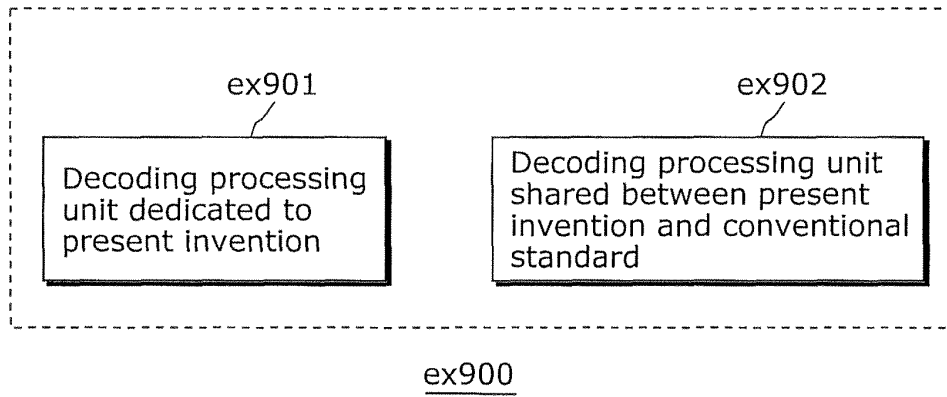 ex901
ex902
Decoding processing
unit dedicated to
present invention
Decoding processing unit
shared between present
invention and conventional
standard
ex900